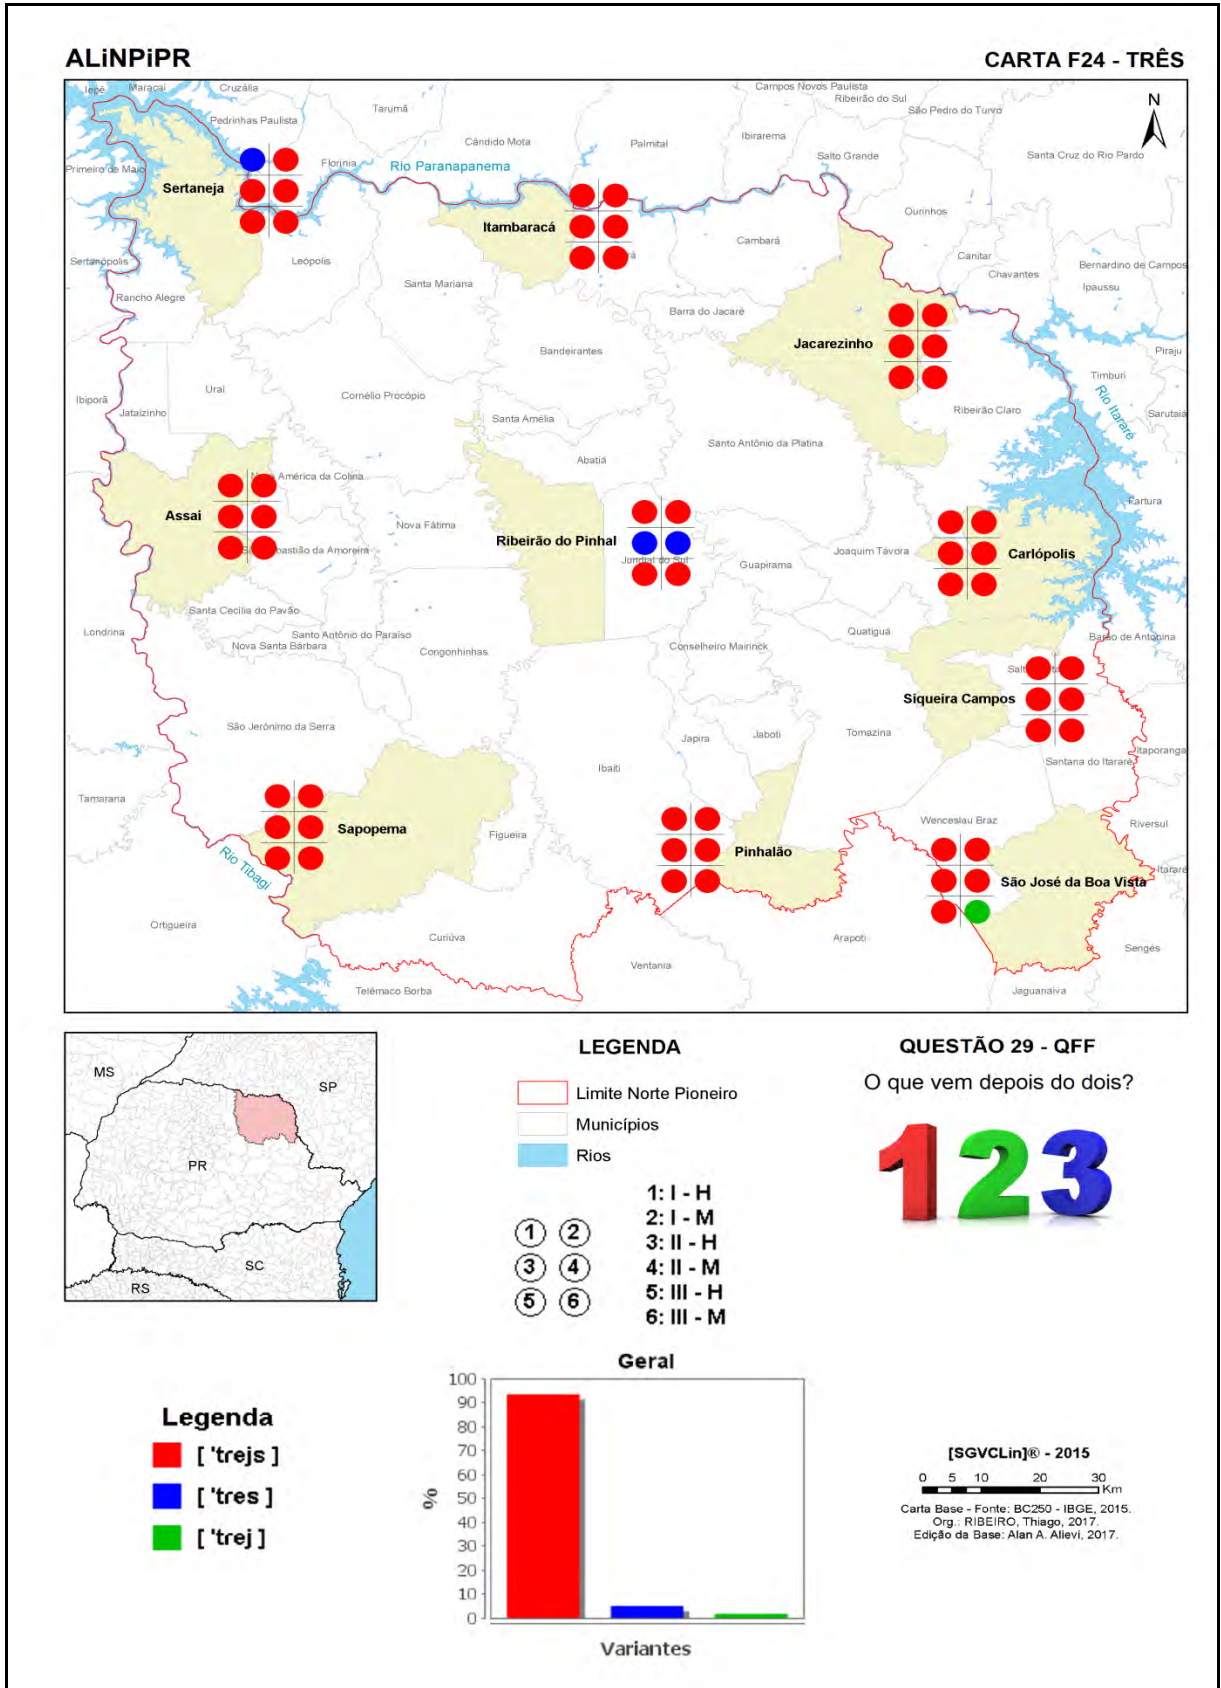 ALiNPiPR
CARTA F24 - TRÊS
Iepê
Maracaí
Cruzália
Pedrinhas Paulista
Tarumã
Cândido Mota
Florínia
Palmital
Campos Novos Paulista
Ribeirão do Sul
São Pedro do Turvo
Ibirarema
Salto Grande
Santa Cruz do Rio Pardo
N
Primeiro de Maio
Sertaneja
Rio Paranapanema
Itambaracá
Ourinhos
Cambará
Canitar
Chavantes
Bernardino de Campos
Ipaussu
Sertanópolis
Leópolis
Rancho Alegre
Santa Mariana
Barra do Jacaré
Jacarezinho
Bandeirantes
Piraju
Timburi
Rio Itararé
Sarutaiá
Ibiporã
Jataizinho
Uraí
Cornélio Procópio
Santa Amélia
Ribeirão Claro
Santo Antônio da Platina
Abatiá
América da Colina
Fartura
Assaí
Nova Fátima
Ribeirão do Pinhal
Jundiaí do Sul
Guapirama
Joaquim Távora
Carlópolis
São Sebastião da Amoreira
Santa Cecília do Pavão
Londrina
Santo Antônio do Paraíso
Nova Santa Bárbara
Congonhinhas
Conselheiro Mairinck
Quatiguá
Barão de Antonina
Siqueira Campos
São Jerônimo da Serra
Japira
Jaboti
Tomazina
Itaporanga
Santana do Itararé
Ibaiti
Tamarana
Sapopema
Figueira
Pinhalão
Wenceslau Braz
Riversul
Rio Tibagi
São José da Boa Vista
Itararé
Ortigueira
Curiúva
Arapoti
Sengés
Ventania
Telêmaco Borba
Jaguariaíva
MS
SP
PR
SC
RS
LEGENDA
Limite Norte Pioneiro
Municípios
Rios
1 2
3 4
5 6
1: I - H
2: I - M
3: II - H
4: II - M
5: III - H
6: III - M
QUESTÃO 29 - QFF
O que vem depois do dois?
123
Legenda
[ 'trejs ]
[ 'tres ]
[ 'trej ]
Geral
100
90
80
70
60
50
40
30
20
10
0
%
Variantes
[SGVCLin]® - 2015
0 5 10 20 30
Km
Carta Base - Fonte: BC250 - IBGE, 2015.
Org.: RIBEIRO, Thiago, 2017.
Edição da Base: Alan A. Alievi, 2017.